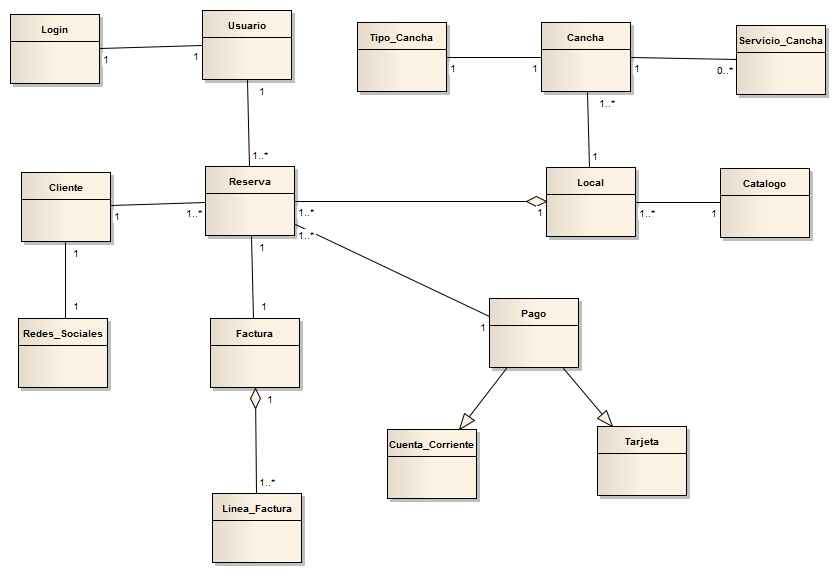 Login
Usuario
Tipo_Cancha
Cancha
Servicio_Cancha
1
1
1
1
1
0..*
1
1..*
1..*
1
Cliente
Reserva
Local
Catalogo
1
1..*
1..*
1
1..*
1
1..*
1
1
1
1
Redes_Sociales
Factura
Pago
1
1
Cuenta_Corriente
Tarjeta
1..*
Linea_Factura